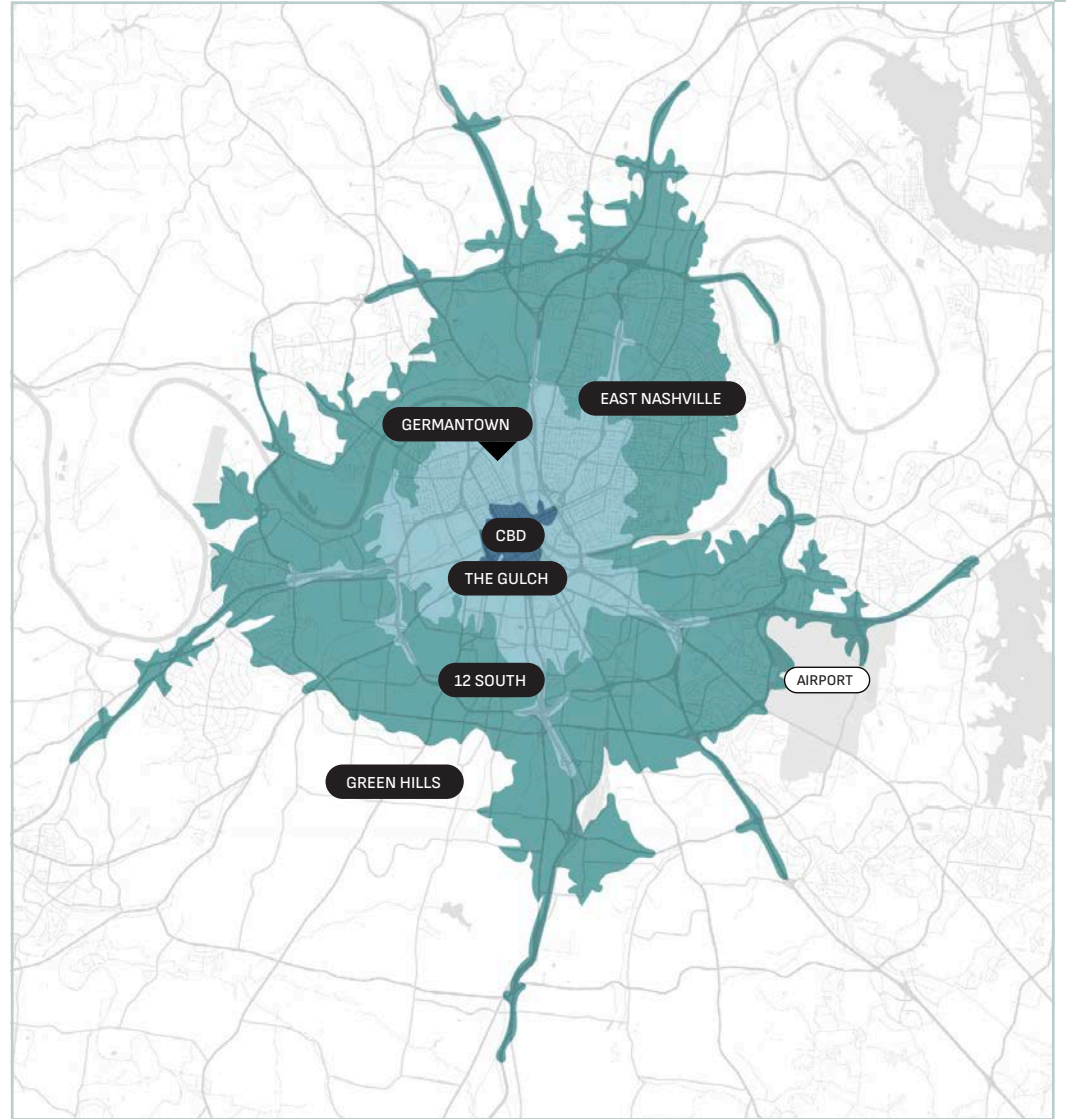 EAST NASHVILLE
GERMANTOWN
CBD
THE GULCH
12 SOUTH
AIRPORT
GREEN HILLS